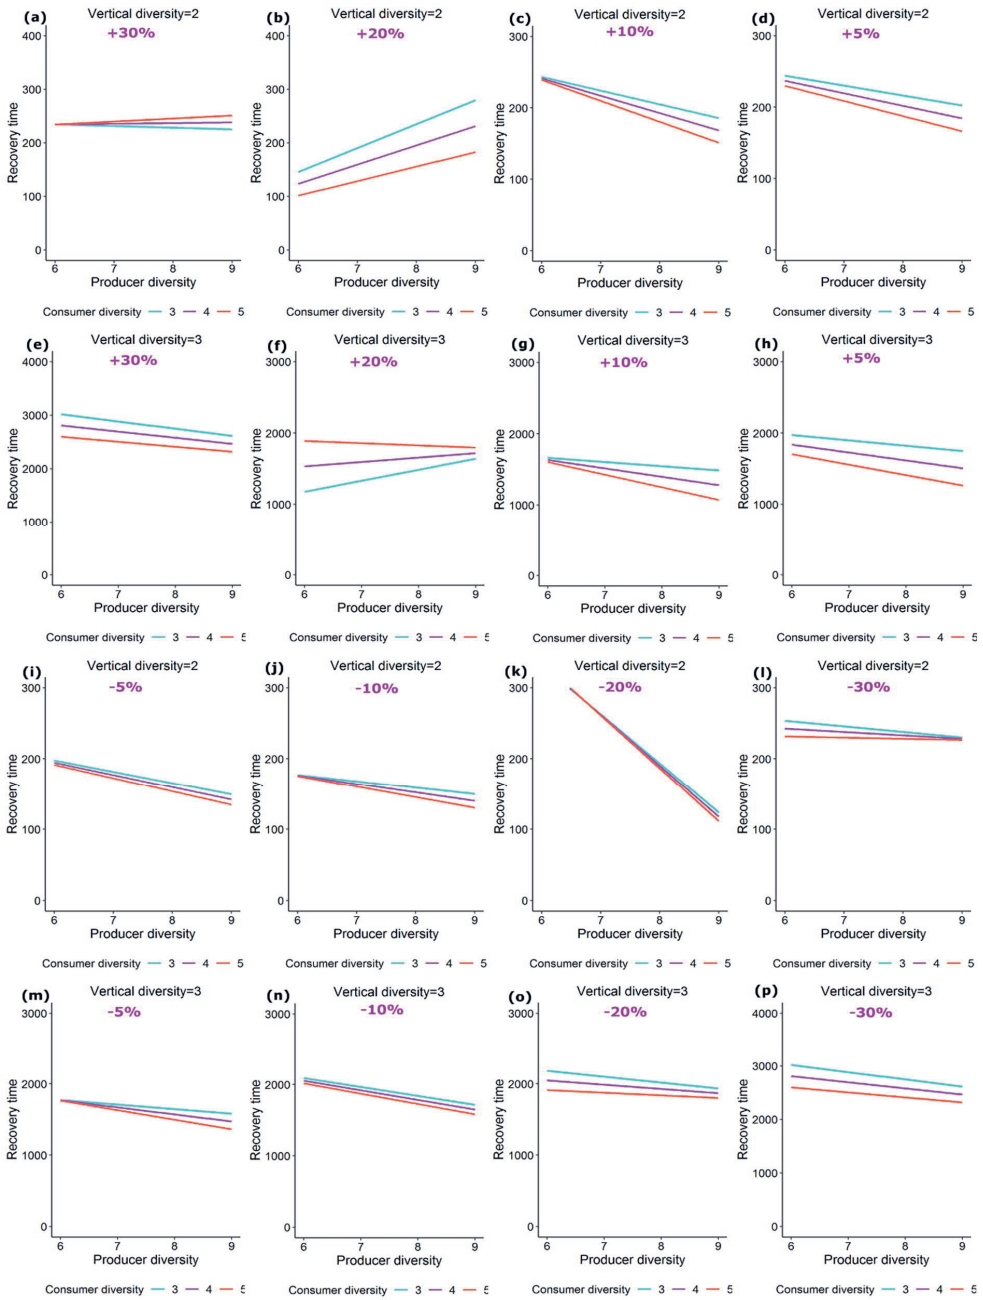 (a) Vertical diversity=2
+30%
400
300
200
100
0
Recovery time
6 7 8 9
Producer diversity
Consumer diversity 3 4 5
(b) Vertical diversity=2
+20%
400
300
200
100
0
Recovery time
6 7 8 9
Producer diversity
Consumer diversity 3 4 5
(c) Vertical diversity=2
+10%
300
200
100
0
Recovery time
6 7 8 9
Producer diversity
Consumer diversity 3 4 5
(d) Vertical diversity=2
+5%
300
200
100
0
Recovery time
6 7 8 9
Producer diversity
Consumer diversity 3 4 5
(e) Vertical diversity=3
+30%
4000
3000
2000
1000
0
Recovery time
6 7 8 9
Producer diversity
Consumer diversity 3 4 5
(f) Vertical diversity=3
+20%
3000
2000
1000
0
Recovery time
6 7 8 9
Producer diversity
Consumer diversity 3 4 5
(g) Vertical diversity=3
+10%
3000
2000
1000
0
Recovery time
6 7 8 9
Producer diversity
Consumer diversity 3 4 5
(h) Vertical diversity=3
+5%
3000
2000
1000
0
Recovery time
6 7 8 9
Producer diversity
Consumer diversity 3 4 5
(i) Vertical diversity=2
-5%
300
200
100
0
Recovery time
6 7 8 9
Producer diversity
Consumer diversity 3 4 5
(j) Vertical diversity=2
-10%
300
200
100
0
Recovery time
6 7 8 9
Producer diversity
Consumer diversity 3 4 5
(k) Vertical diversity=2
-20%
300
200
100
0
Recovery time
6 7 8 9
Producer diversity
Consumer diversity 3 4 5
(l) Vertical diversity=2
-30%
300
200
100
0
Recovery time
6 7 8 9
Producer diversity
Consumer diversity 3 4 5
(m) Vertical diversity=3
-5%
3000
2000
1000
0
Recovery time
6 7 8 9
Producer diversity
Consumer diversity 3 4 5
(n) Vertical diversity=3
-10%
3000
2000
1000
0
Recovery time
6 7 8 9
Producer diversity
Consumer diversity 3 4 5
(o) Vertical diversity=3
-20%
3000
2000
1000
0
Recovery time
6 7 8 9
Producer diversity
Consumer diversity 3 4 5
(p) Vertical diversity=3
-30%
4000
3000
2000
1000
0
Recovery time
6 7 8 9
Producer diversity
Consumer diversity 3 4 5